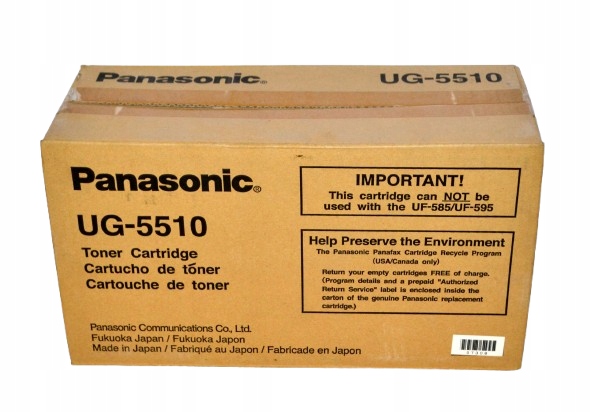 Panasonic®
UG-5510
Panasonic®
UG-5510
Toner Cartridge
Cartucho de tóner
Cartouche de toner
Panasonic Communications Co., Ltd.
Fukuoka Japan / Fukuoka Japon
Made in Japan / Fabriqué au Japon / Fabricado en Japón
IMPORTANT!
This cartridge can NOT be
used with the UF-585/UF-595
Help Preserve the Environment
The Panasonic Panafax Cartridge Recycle Program
(USA/Canada only)
Return your empty cartridges FREE of charge.
(Program details and a prepaid "Authorized
Return Service" label is enclosed inside the
carton of the genuine Panasonic replacement
cartridge.)